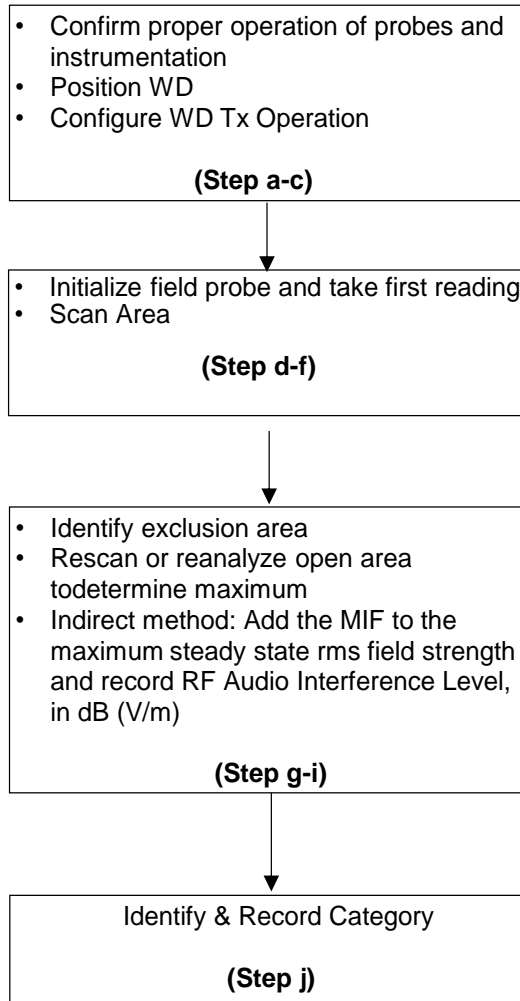 • Confirm proper operation of probes and
instrumentation
• Position WD
• Configure WD Tx Operation
(Step a-c)
• Initialize field probe and take first reading
• Scan Area
(Step d-f)
• Identify exclusion area
• Rescan or reanalyze open area
todetermine maximum
• Indirect method: Add the MIF to the
maximum steady state rms field strength
and record RF Audio Interference Level,
in dB (V/m)
(Step g-i)
Identify & Record Category
(Step j)